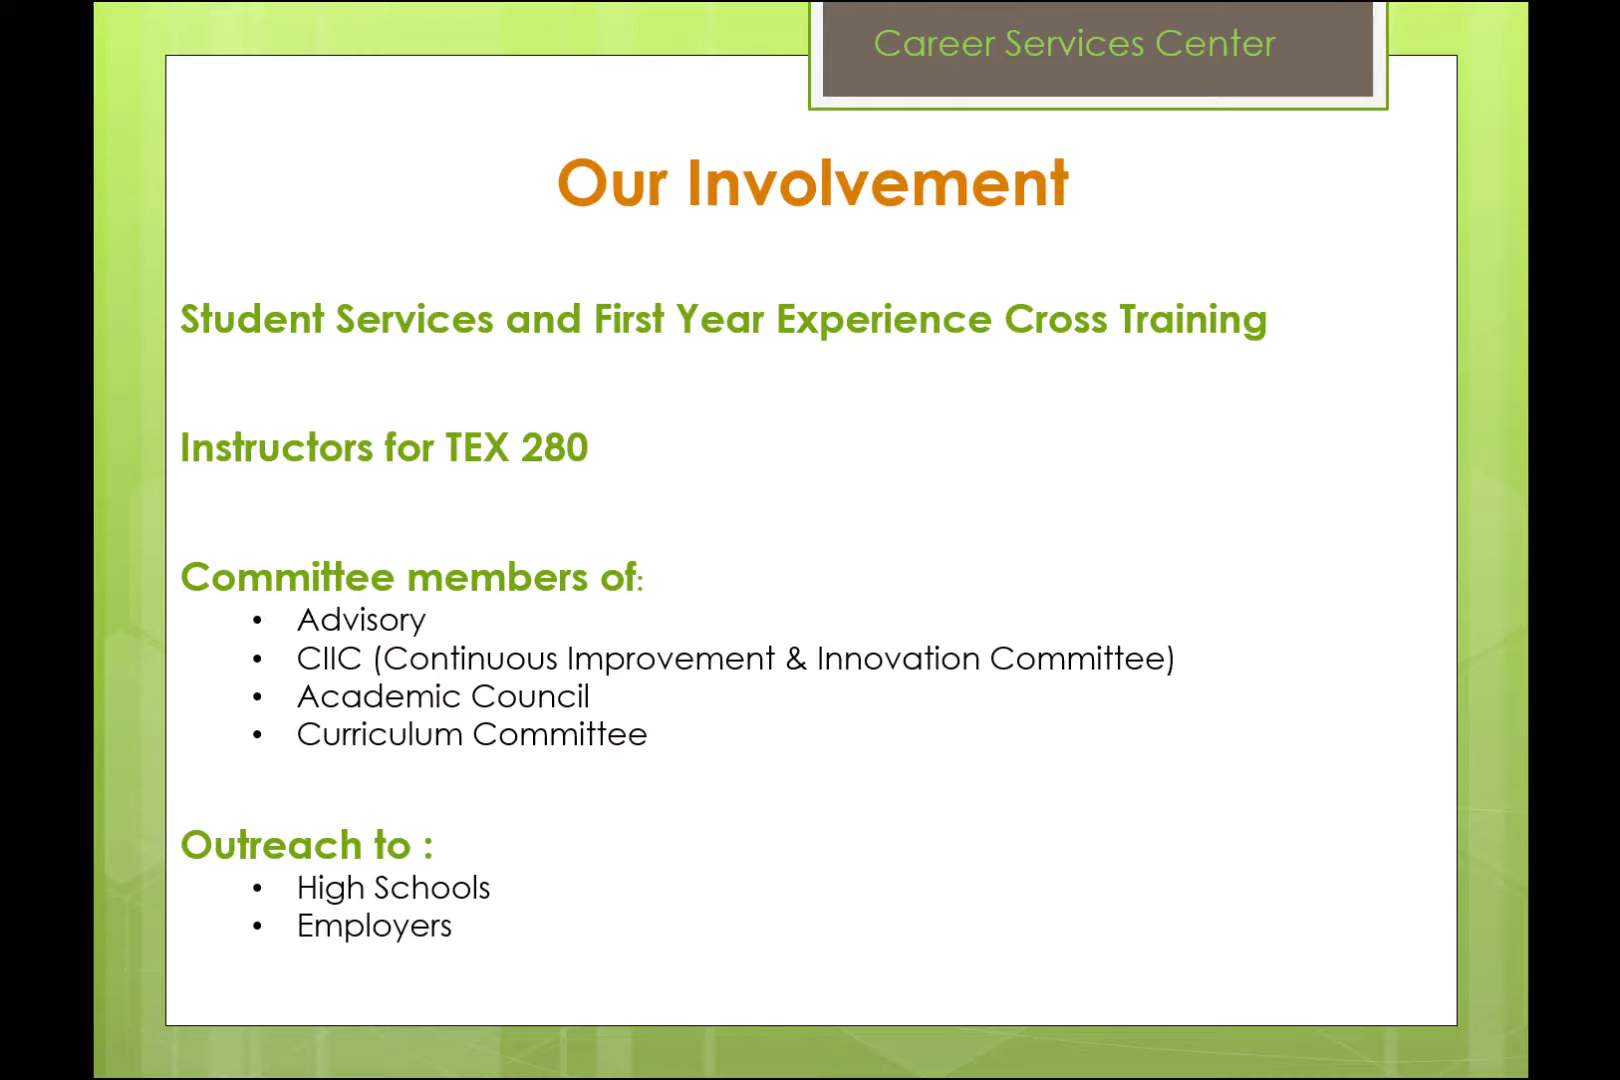 Career Services Center
Our Involvement
Student Services and First Year Experience Cross Training
Instructors for TEX 280
Committee members of:
• Advisory
• CIIC (Continuous Improvement & Innovation Committee)
• Academic Council
• Curriculum Committee
Outreach to :
• High Schools
• Employers